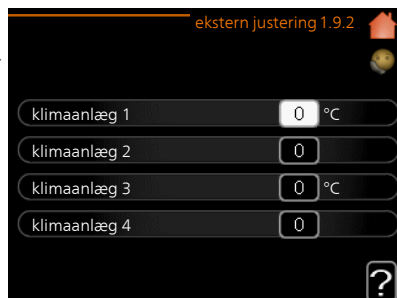 ekstern justering 1.9.2
klimaanlæg 1 0 °C
klimaanlæg 2 0
klimaanlæg 3 0 °C
klimaanlæg 4 0
?